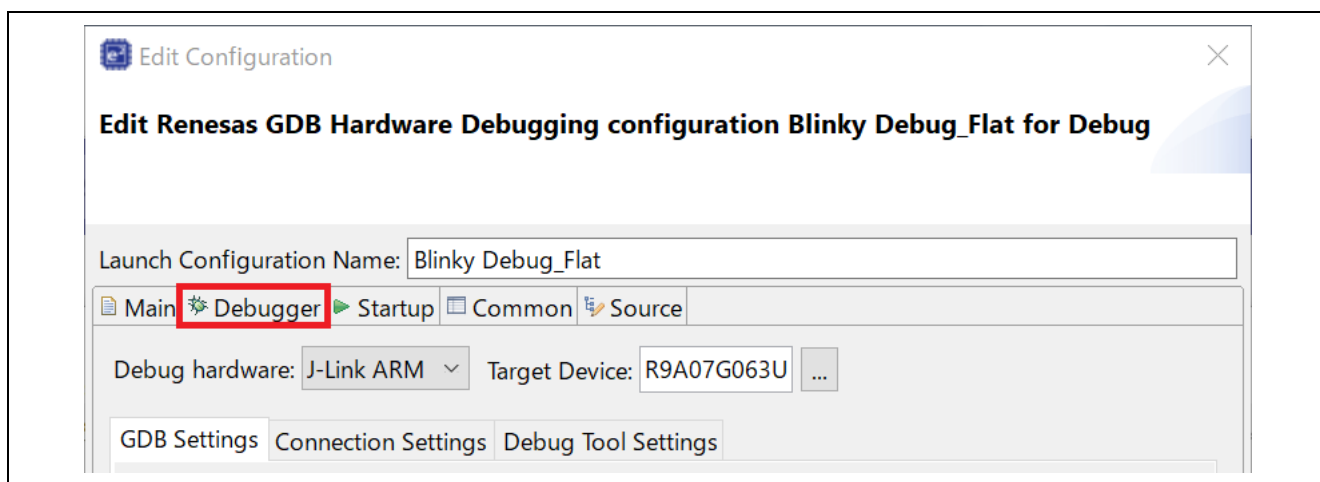 Edit Configuration
Edit Renesas GDB Hardware Debugging configuration Blinky Debug_Flat for Debug
Launch Configuration Name: Blinky Debug_Flat
Main Debugger Startup Common Source
Debug hardware: J-Link ARM Target Device: R9A07G063U ...
GDB Settings Connection Settings Debug Tool Settings